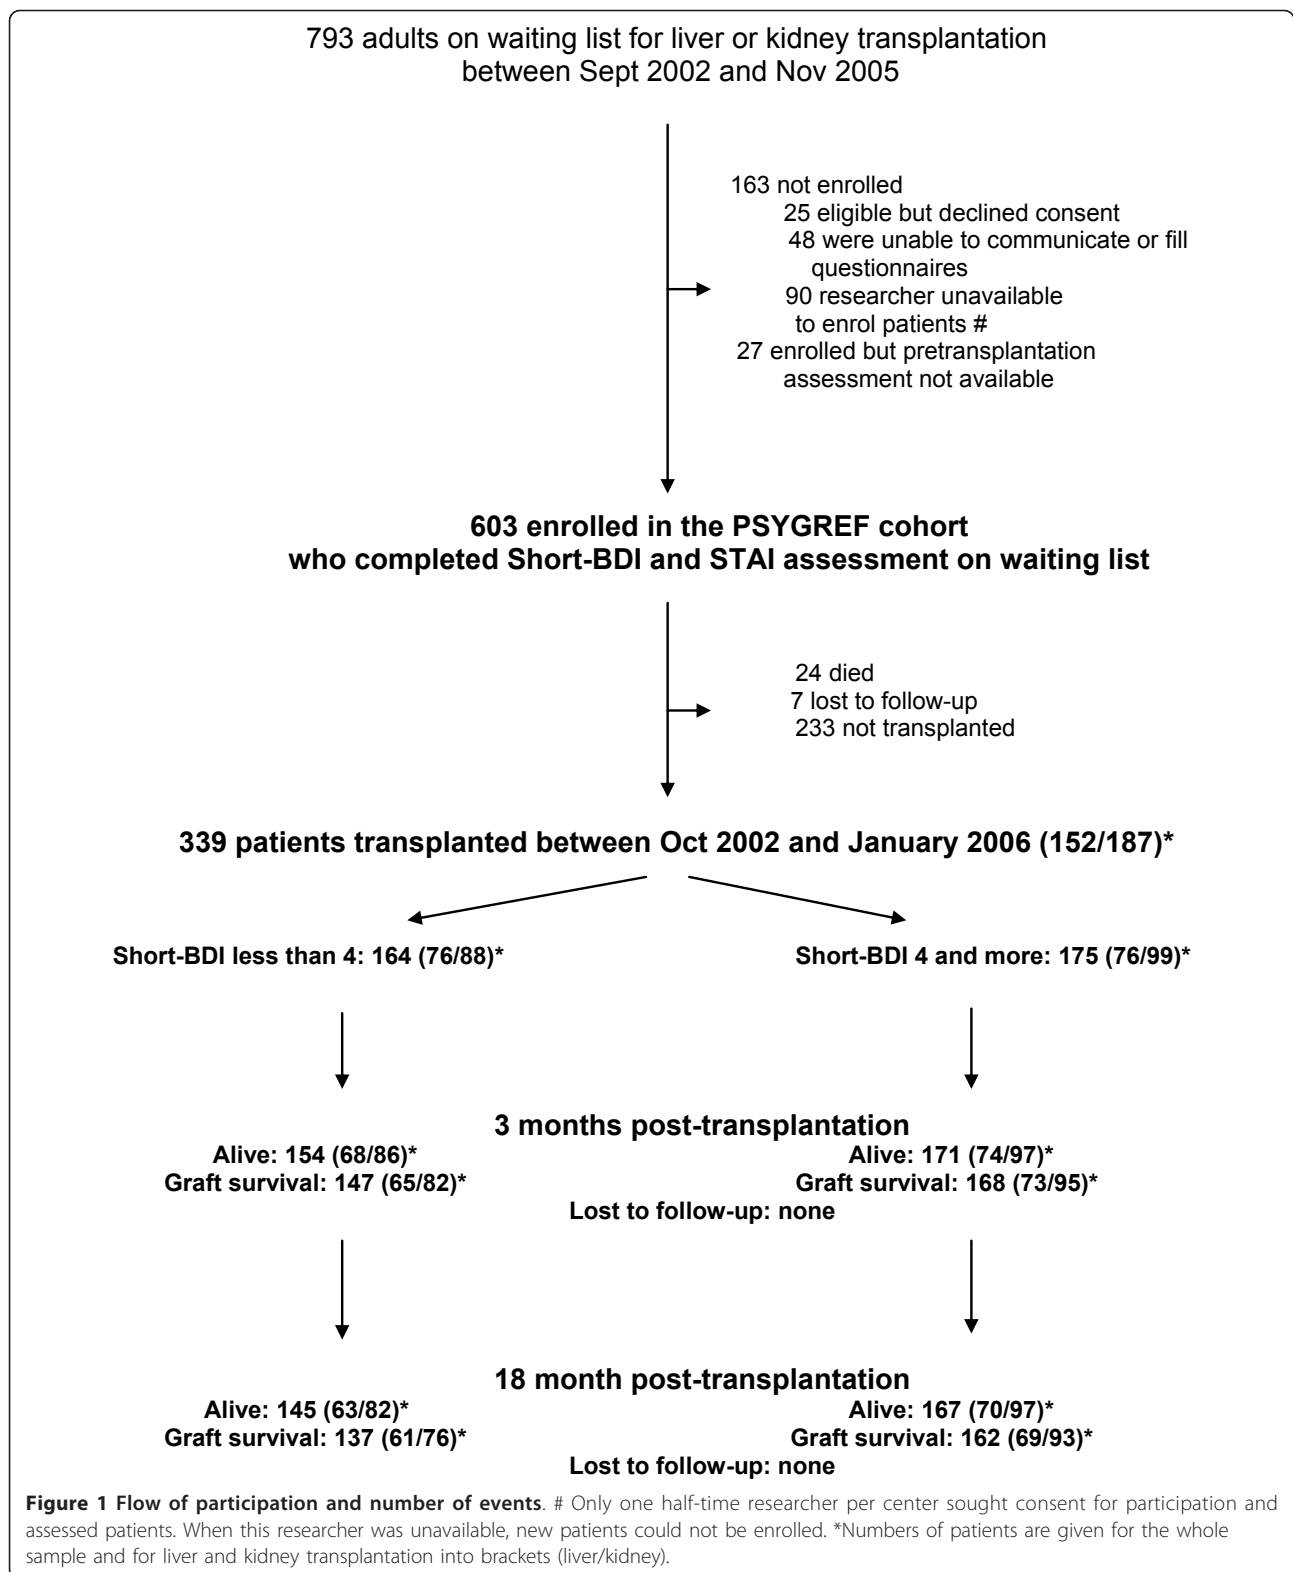 793 adults on waiting list for liver or kidney transplantation
between Sept 2002 and Nov 2005
163 not enrolled
25 eligible but declined consent
48 were unable to communicate or fill
questionnaires
90 researcher unavailable
to enrol patients #
27 enrolled but pretransplantation
assessment not available
603 enrolled in the PSYGREF cohort
who completed Short-BDI and STAI assessment on waiting list
24 died
7 lost to follow-up
233 not transplanted
339 patients transplanted between Oct 2002 and January 2006 (152/187)*
Short-BDI less than 4: 164 (76/88)*
Short-BDI 4 and more: 175 (76/99)*
3 months post-transplantation
Alive: 154 (68/86)*
Graft survival: 147 (65/82)*
Alive: 171 (74/97)*
Graft survival: 168 (73/95)*
Lost to follow-up: none
18 month post-transplantation
Alive: 145 (63/82)*
Graft survival: 137 (61/76)*
Alive: 167 (70/97)*
Graft survival: 162 (69/93)*
Lost to follow-up: none
Figure 1 Flow of participation and number of events. # Only one half-time researcher per center sought consent for participation and
assessed patients. When this researcher was unavailable, new patients could not be enrolled. *Numbers of patients are given for the whole
sample and for liver and kidney transplantation into brackets (liver/kidney).